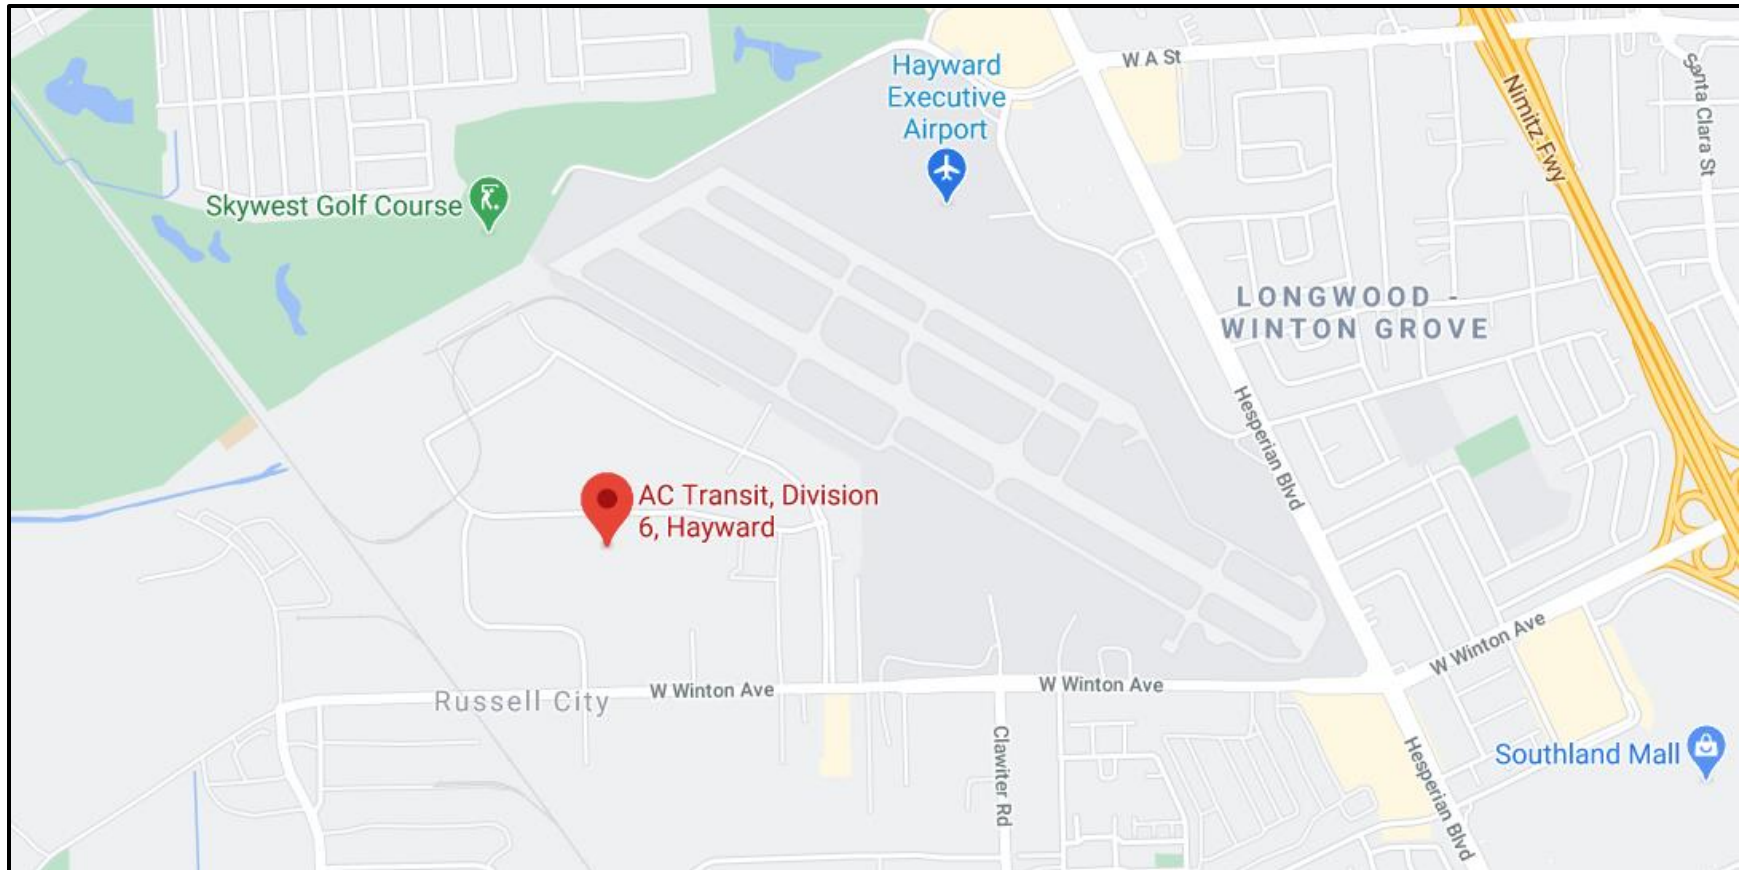 W A St
Hayward
Executive
Airport
Nimitz Fwy
Santa Clara St
Skywest Golf Course
LONGWOOD -
WINTON GROVE
Hesperian Blvd
AC Transit, Division
6, Hayward
W Winton Ave
W Winton Ave
W Winton Ave
Russell City
Clawiter Rd
Hesperian Blvd
Southland Mall